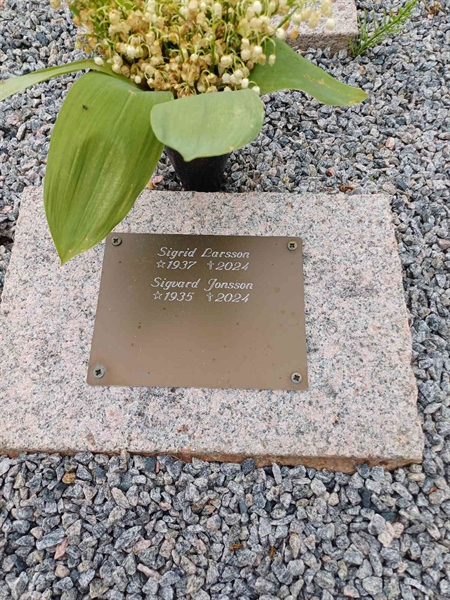 Sigrid Larsson
☆1937 ✝2024
Sigvard Jonsson
☆1935 ✝2024